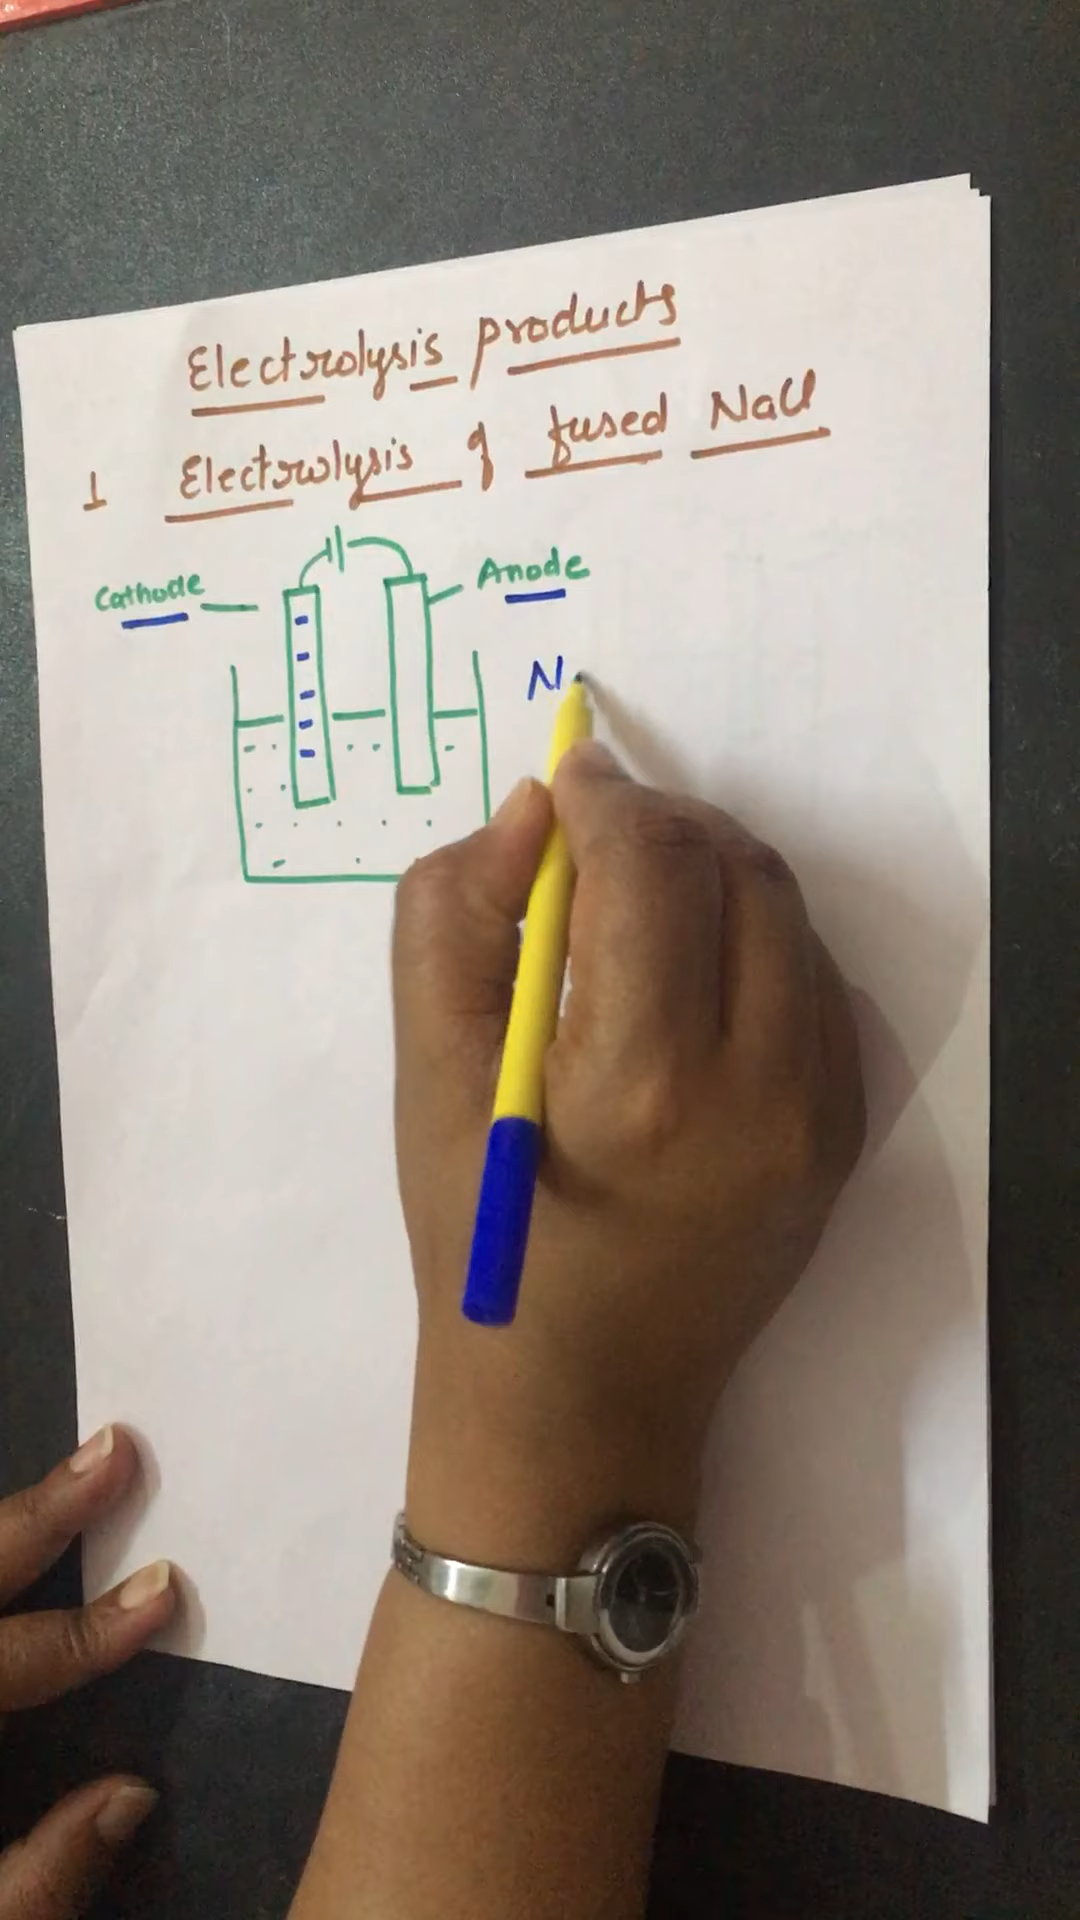 Electrolysis products
1 Electrolysis of fused NaCl
Cathode
Anode
N